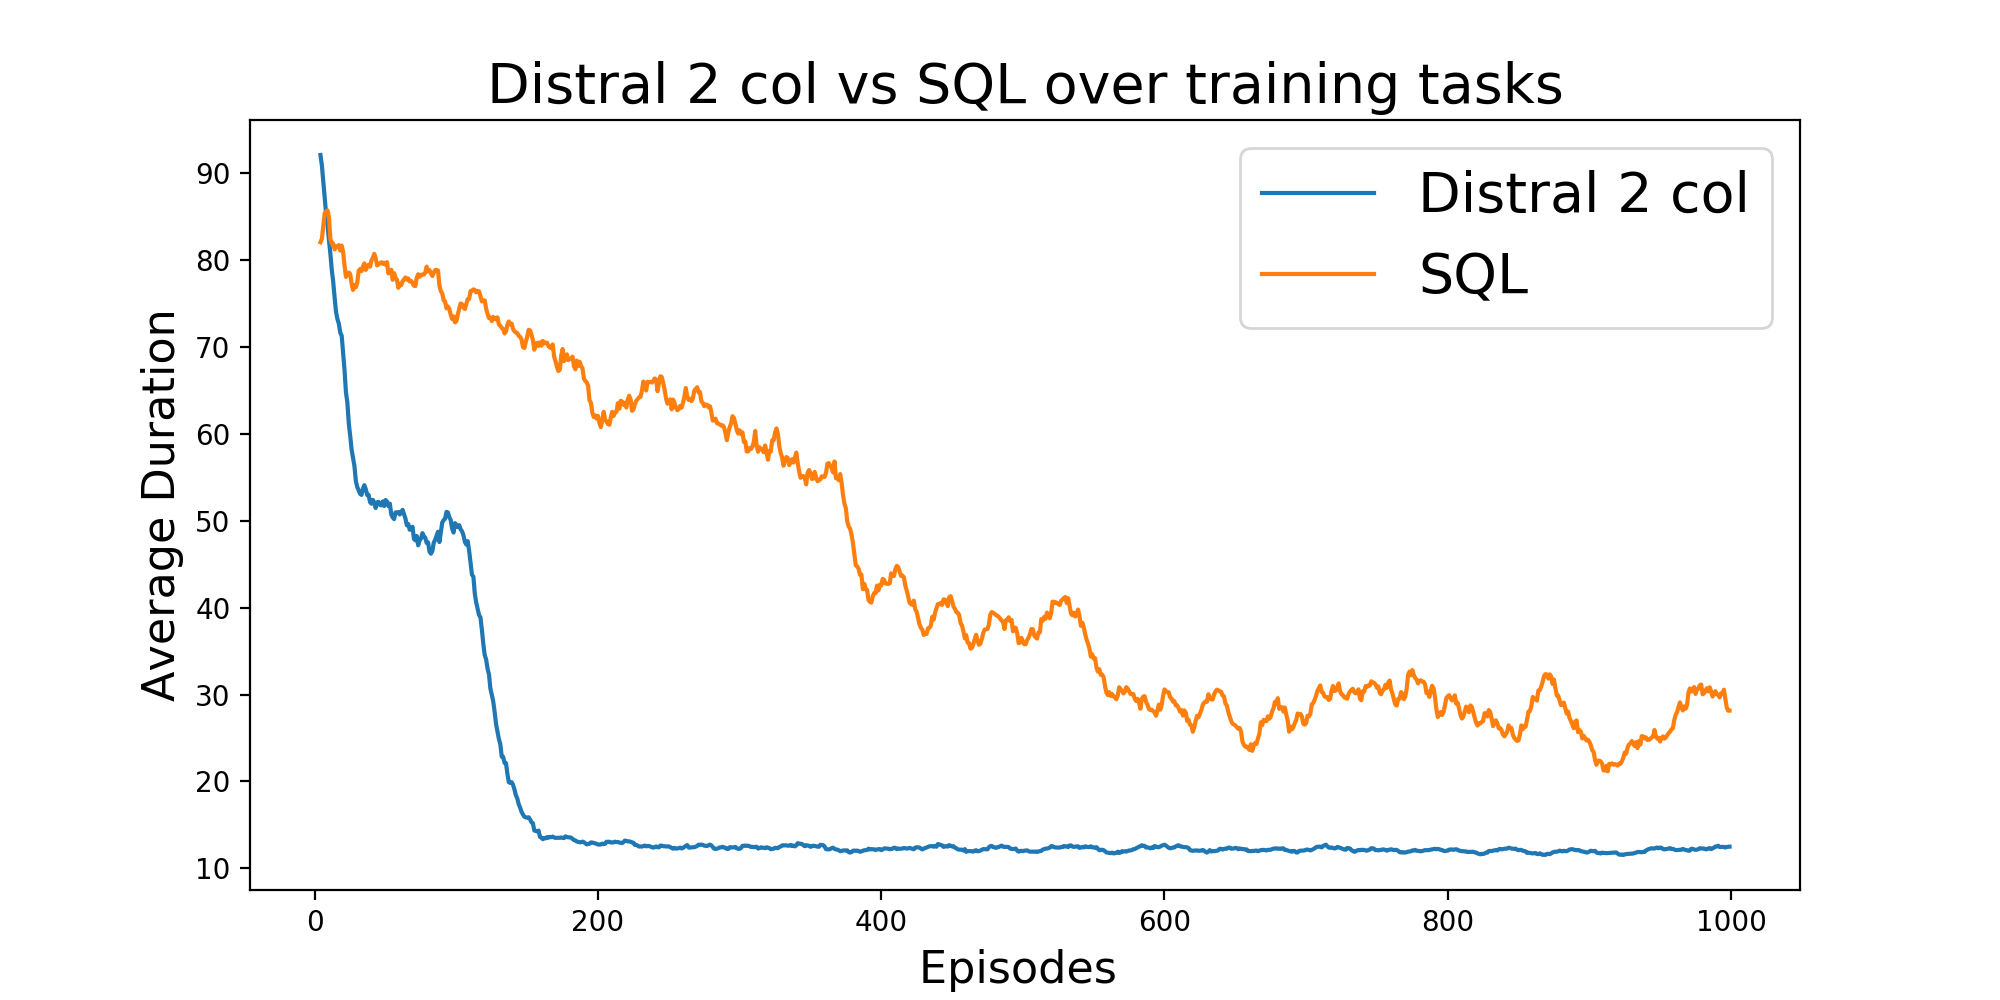 Distral 2 col vs SQL over training tasks
Distral 2 col
SQL
Average Duration
90
80
70
60
50
40
30
20
10
0 200 400 600 800 1000
Episodes